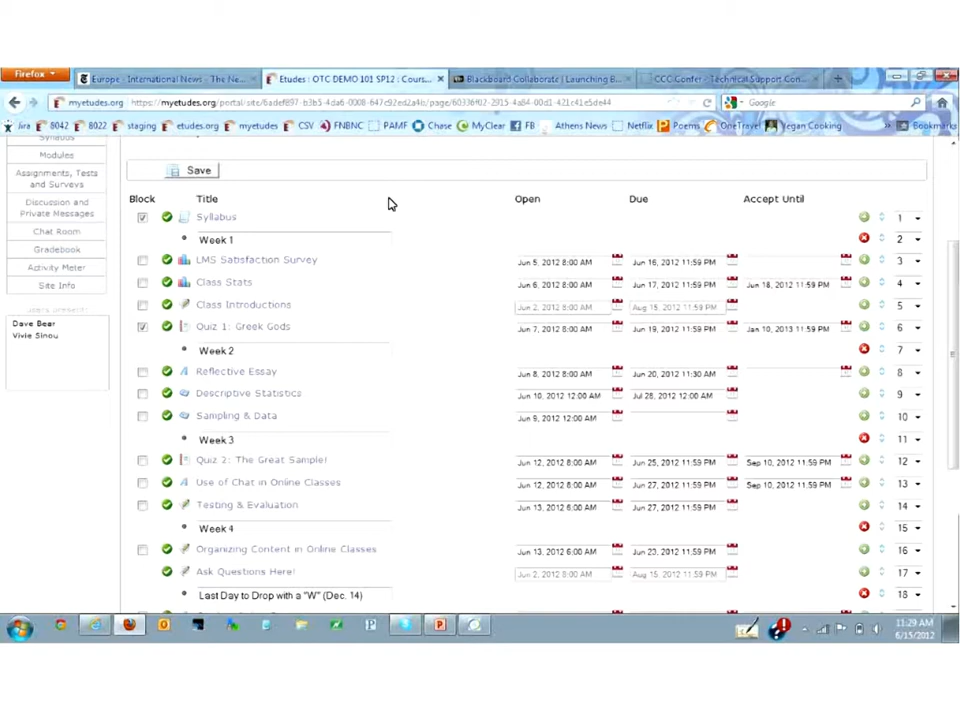 Firefox
Europe - International News - The Ne...
Etudes : OTC DEMO 101 SP12 : Cours...
Blackboard Collaborate | Launching B...
CCC Confer - Technical Support Con...
myetudes.org
Google
Jira 8042 8022 staging etudes.org myetudes CSV FNBNC PAMF Chase MyClear FB Athens News Netflix Poems OneTravel Vegan Cooking » Bookmarks
Syllabus
Modules
Assignments, Tests
and Surveys
Discussion and
Private Messages
Chat Room
Gradebook
Activity Meter
Site Info
Dave Bear
Vivie Sinou
Save
Block Title Open Due Accept Until
Syllabus 1
Week 1 2
LMS Satisfaction Survey Jun 5, 2012 8:00 AM Jun 16, 2012 11:59 PM 3
Class Stats Jun 6, 2012 8:00 AM Jun 17, 2012 11:59 PM Jun 18, 2012 11:59 PM 4
Class Introductions Jun 2, 2012 8:00 AM Aug 15, 2012 11:59 PM 5
Quiz 1: Greek Gods Jun 7, 2012 8:00 AM Jun 19, 2012 11:59 PM Jan 10, 2013 11:59 PM 6
Week 2 7
Reflective Essay Jun 8, 2012 8:00 AM Jun 20, 2012 11:30 AM 8
Descriptive Statistics Jun 10, 2012 12:00 AM Jul 28, 2012 12:00 AM 9
Sampling & Data Jun 9, 2012 12:00 AM 10
Week 3 11
Quiz 2: The Great Sample! Jun 12, 2012 8:00 AM Jun 25, 2012 11:59 PM Sep 10, 2012 11:59 PM 12
Use of Chat in Online Classes Jun 12, 2012 8:00 AM Jun 27, 2012 11:59 PM Sep 10, 2012 11:59 PM 13
Testing & Evaluation Jun 13, 2012 6:00 AM Jun 27, 2012 11:59 PM 14
Week 4 15
Organizing Content in Online Classes Jun 13, 2012 6:00 AM Jun 23, 2012 11:59 PM 16
Ask Questions Here! Jun 2, 2012 8:00 AM Aug 15, 2012 11:59 PM 17
Last Day to Drop with a "W" (Dec. 14) 18
11:29 AM
6/15/2012